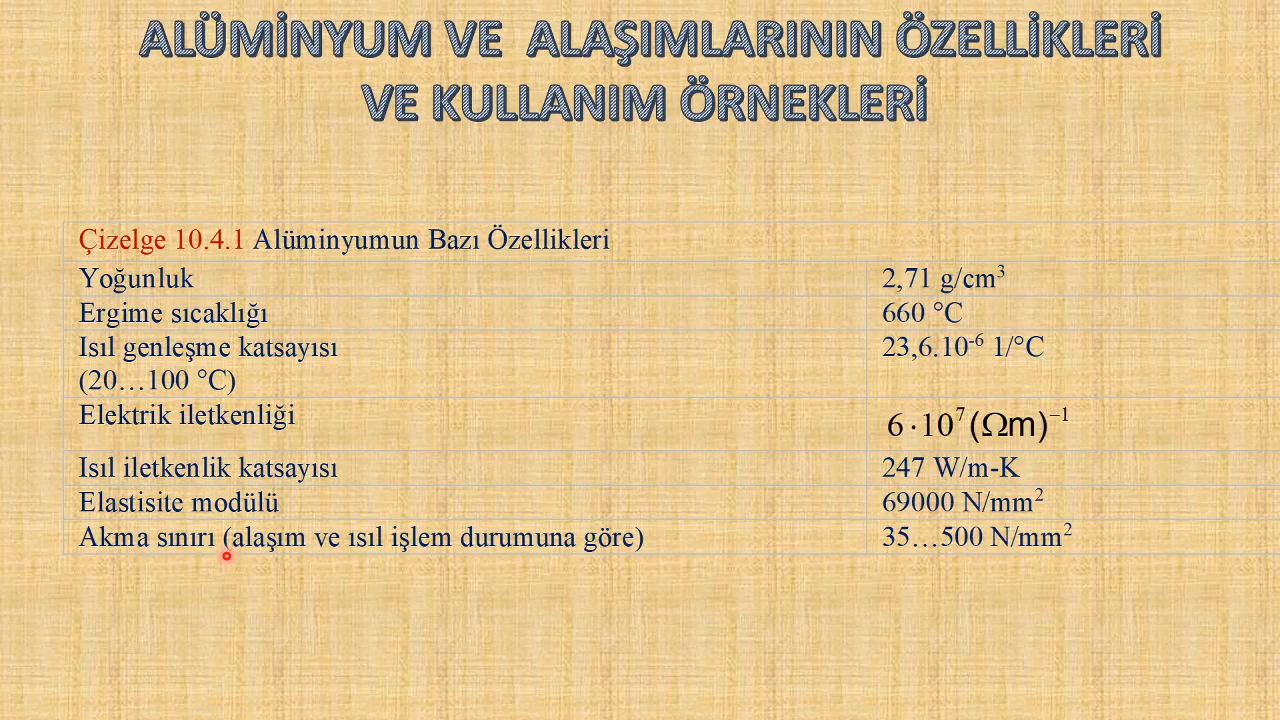 ALÜMİNYUM VE ALAŞIMLARININ ÖZELLİKLERİ
VE KULLANIM ÖRNEKLERİ
Çizelge 10.4.1 Alüminyumun Bazı Özellikleri
Yoğunluk 2,71 g/cm³
Ergime sıcaklığı 660 °C
Isıl genleşme katsayısı 23,6.10⁻⁶ 1/°C
(20…100 °C)
Elektrik iletkenliği 6·10⁷(Ωm)⁻¹
Isıl iletkenlik katsayısı 247 W/m-K
Elastisite modülü 69000 N/mm²
Akma sınırı (alaşım ve ısıl işlem durumuna göre) 35…500 N/mm²